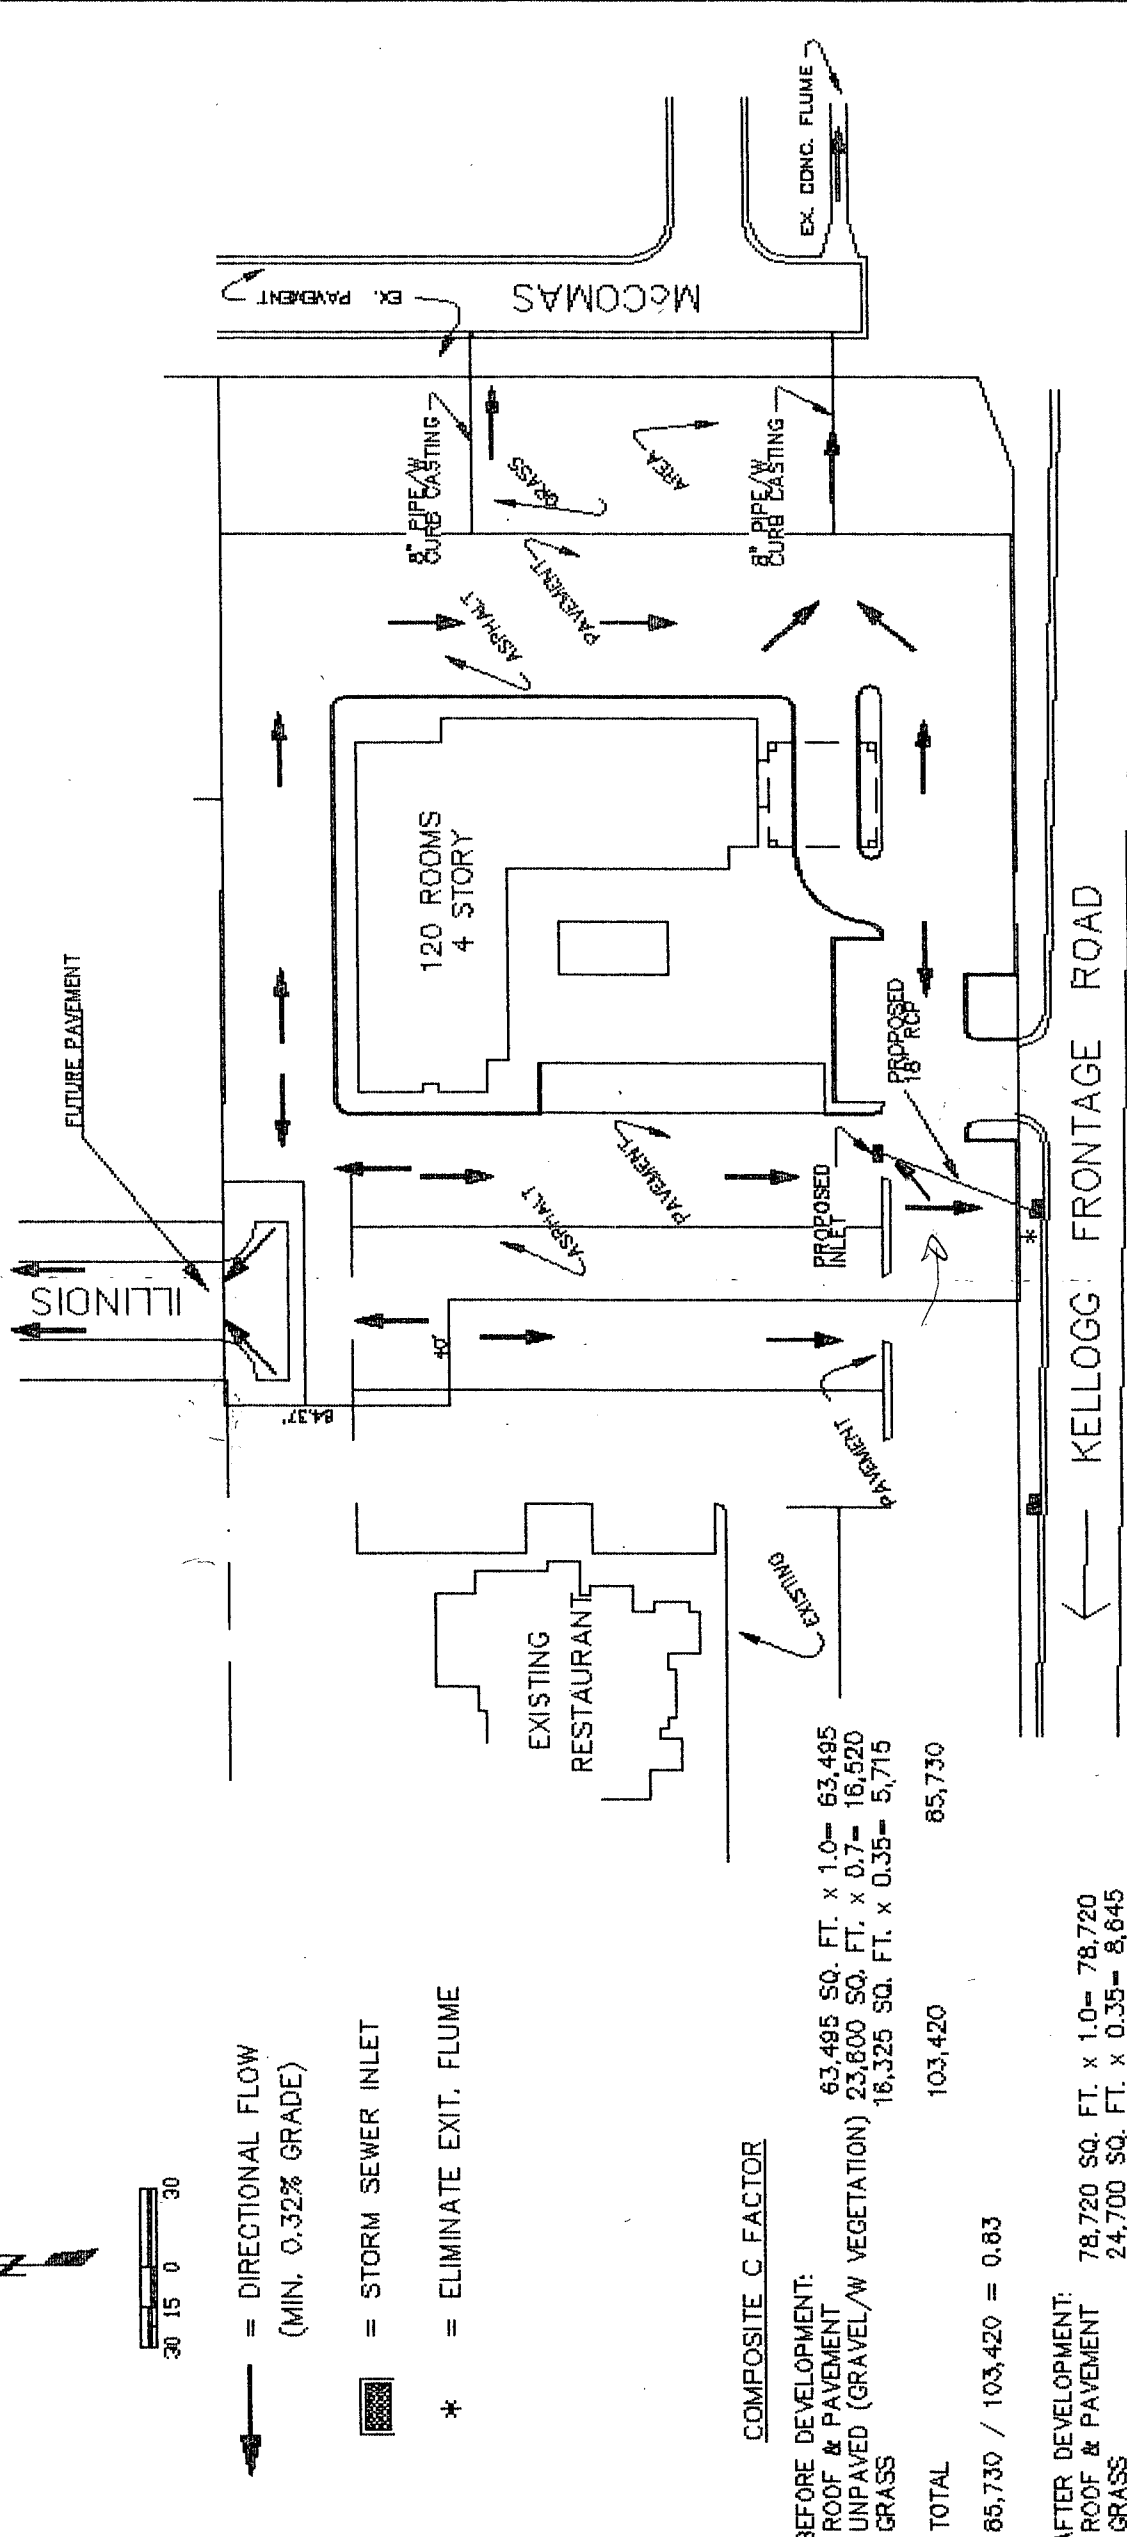 N
30 15 0 30
= DIRECTIONAL FLOW
(MIN. 0.32% GRADE)
= STORM SEWER INLET
* = ELIMINATE EXIT. FLUME
COMPOSITE C FACTOR
BEFORE DEVELOPMENT:
ROOF & PAVEMENT 63,495 SQ. FT. x 1.0= 63,495
UNPAVED (GRAVEL/W VEGETATION) 23,600 SQ. FT. x 0.7= 16,520
GRASS 16,325 SQ. FT. x 0.35= 5,715
TOTAL 103,420 85,730
85,730 / 103,420 = 0.83
AFTER DEVELOPMENT:
ROOF & PAVEMENT 78,720 SQ. FT. x 1.0= 78,720
GRASS 24,700 SQ. FT. x 0.35= 8,645
FUTURE PAVEMENT
ILLINOIS
84.37'
40'
EXISTING
RESTAURANT
EXISTING
PAVEMENT
ASPHALT
PAVEMENT
PROPOSED
INLET
PROPOSED
18" RCP
*
120 ROOMS
4 STORY
ASPHALT
PAVEMENT
8" PIPE/W
CURB CASTING
GRASS
AREA
8" PIPE/W
CURB CASTING
EX. PAVEMENT
McCOMAS
EX. CONC. FLUME
KELLOGG FRONTAGE ROAD